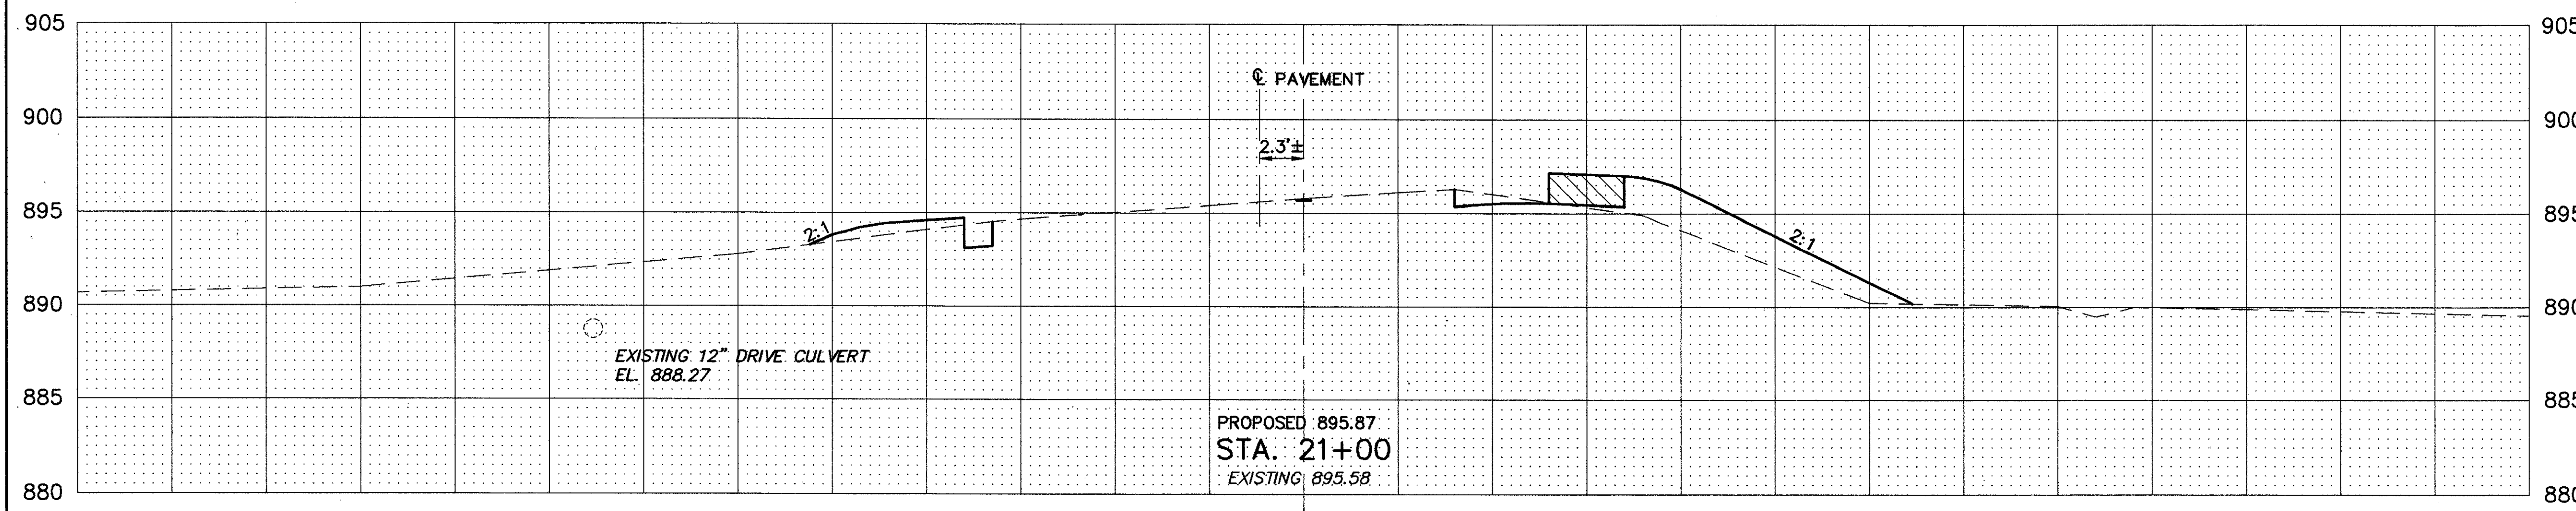 905
905
℄ PAVEMENT
900
900
2.3'±
895
895
2:1
2:1
890
890
EXISTING 12" DRIVE CULVERT
EL. 888.27
885
885
PROPOSED 895.87
STA. 21+00
EXISTING 895.58
880
880